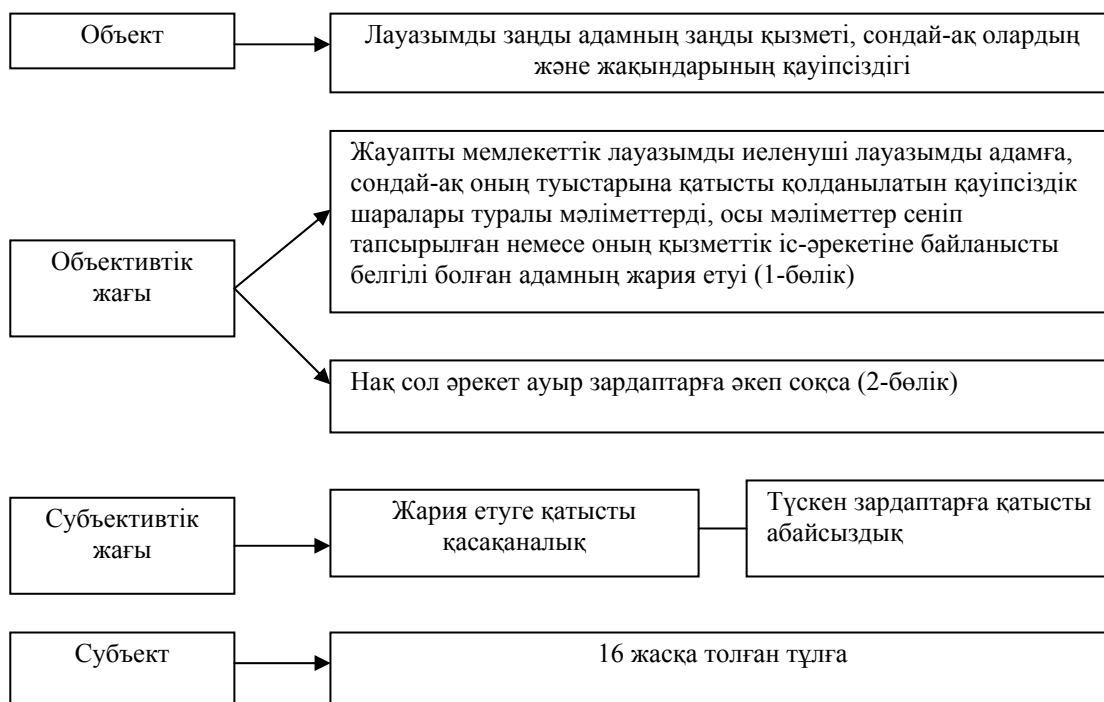 Объект
Лауазымды заңды адамның заңды қызметі, сондай-ақ олардың
және жақындарының қауіпсіздігі
Объективтік
жағы
Жауапты мемлекеттік лауазымды иеленуші лауазымды адамға,
сондай-ақ оның туыстарына қатысты қолданылатын қауіпсіздік
шаралары туралы мәліметтерді, осы мәліметтер сеніп
тапсырылған немесе оның қызметтік іс-әрекетіне байланысты
белгілі болған адамның жария етуі (1-бөлік)
Нақ сол әрекет ауыр зардаптарға әкеп соқса (2-бөлік)
Субъективтік
жағы
Жария етуге қатысты
қасақаналық
Түскен зардаптарға қатысты
абайсыздық
Субъект
16 жасқа толған тұлға